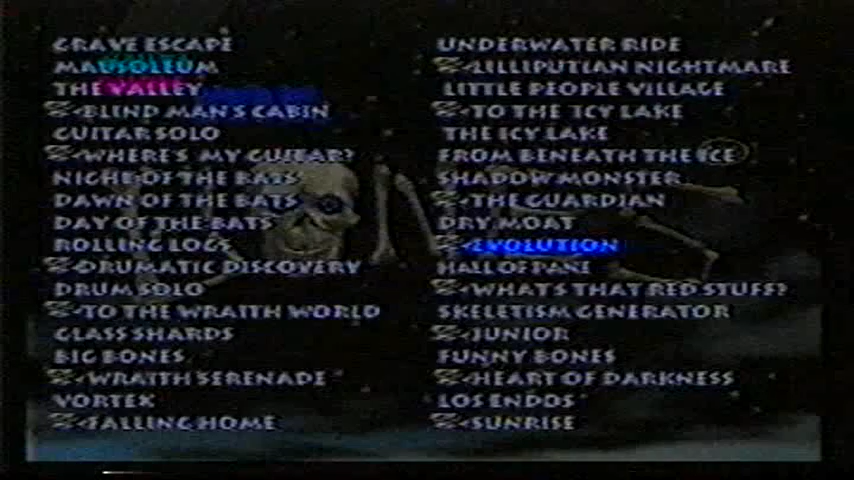 GRAVE ESCAPE
MAUSOLEUM
THE VALLEY
BLIND MAN'S CABIN
GUITAR SOLO
WHERE'S MY GUITAR?
NIGHT OF THE BATS
DAWN OF THE BATS
DAY OF THE BATS
ROLLING LOGS
DRUMATIC DISCOVERY
DRUM SOLO
TO THE WRAITH WORLD
GLASS SHARDS
BIG BONES
WRAITH SERENADE
VORTEX
FALLING HOME
UNDERWATER RIDE
LILLIPUTIAN NIGHTMARE
LITTLE PEOPLE VILLAGE
TO THE ICY LAKE
THE ICY LAKE
FROM BENEATH THE ICE
SHADOW MONSTER
THE GUARDIAN
DRY MOAT
EVOLUTION
HALL OF PANE
WHATS THAT RED STUFF?
SKELETISM GENERATOR
JUNIOR
FUNNY BONES
HEART OF DARKNESS
LOS ENDOS
SUNRISE